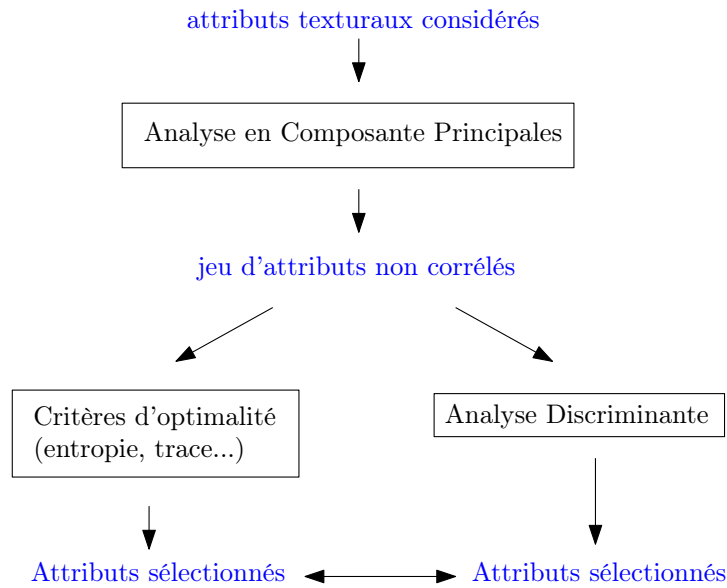 attributs texturaux considérés
Analyse en Composante Principales
jeu d'attributs non corrélés
Critères d'optimalité
(entropie, trace...)
Analyse Discriminante
Attributs sélectionnés
Attributs sélectionnés